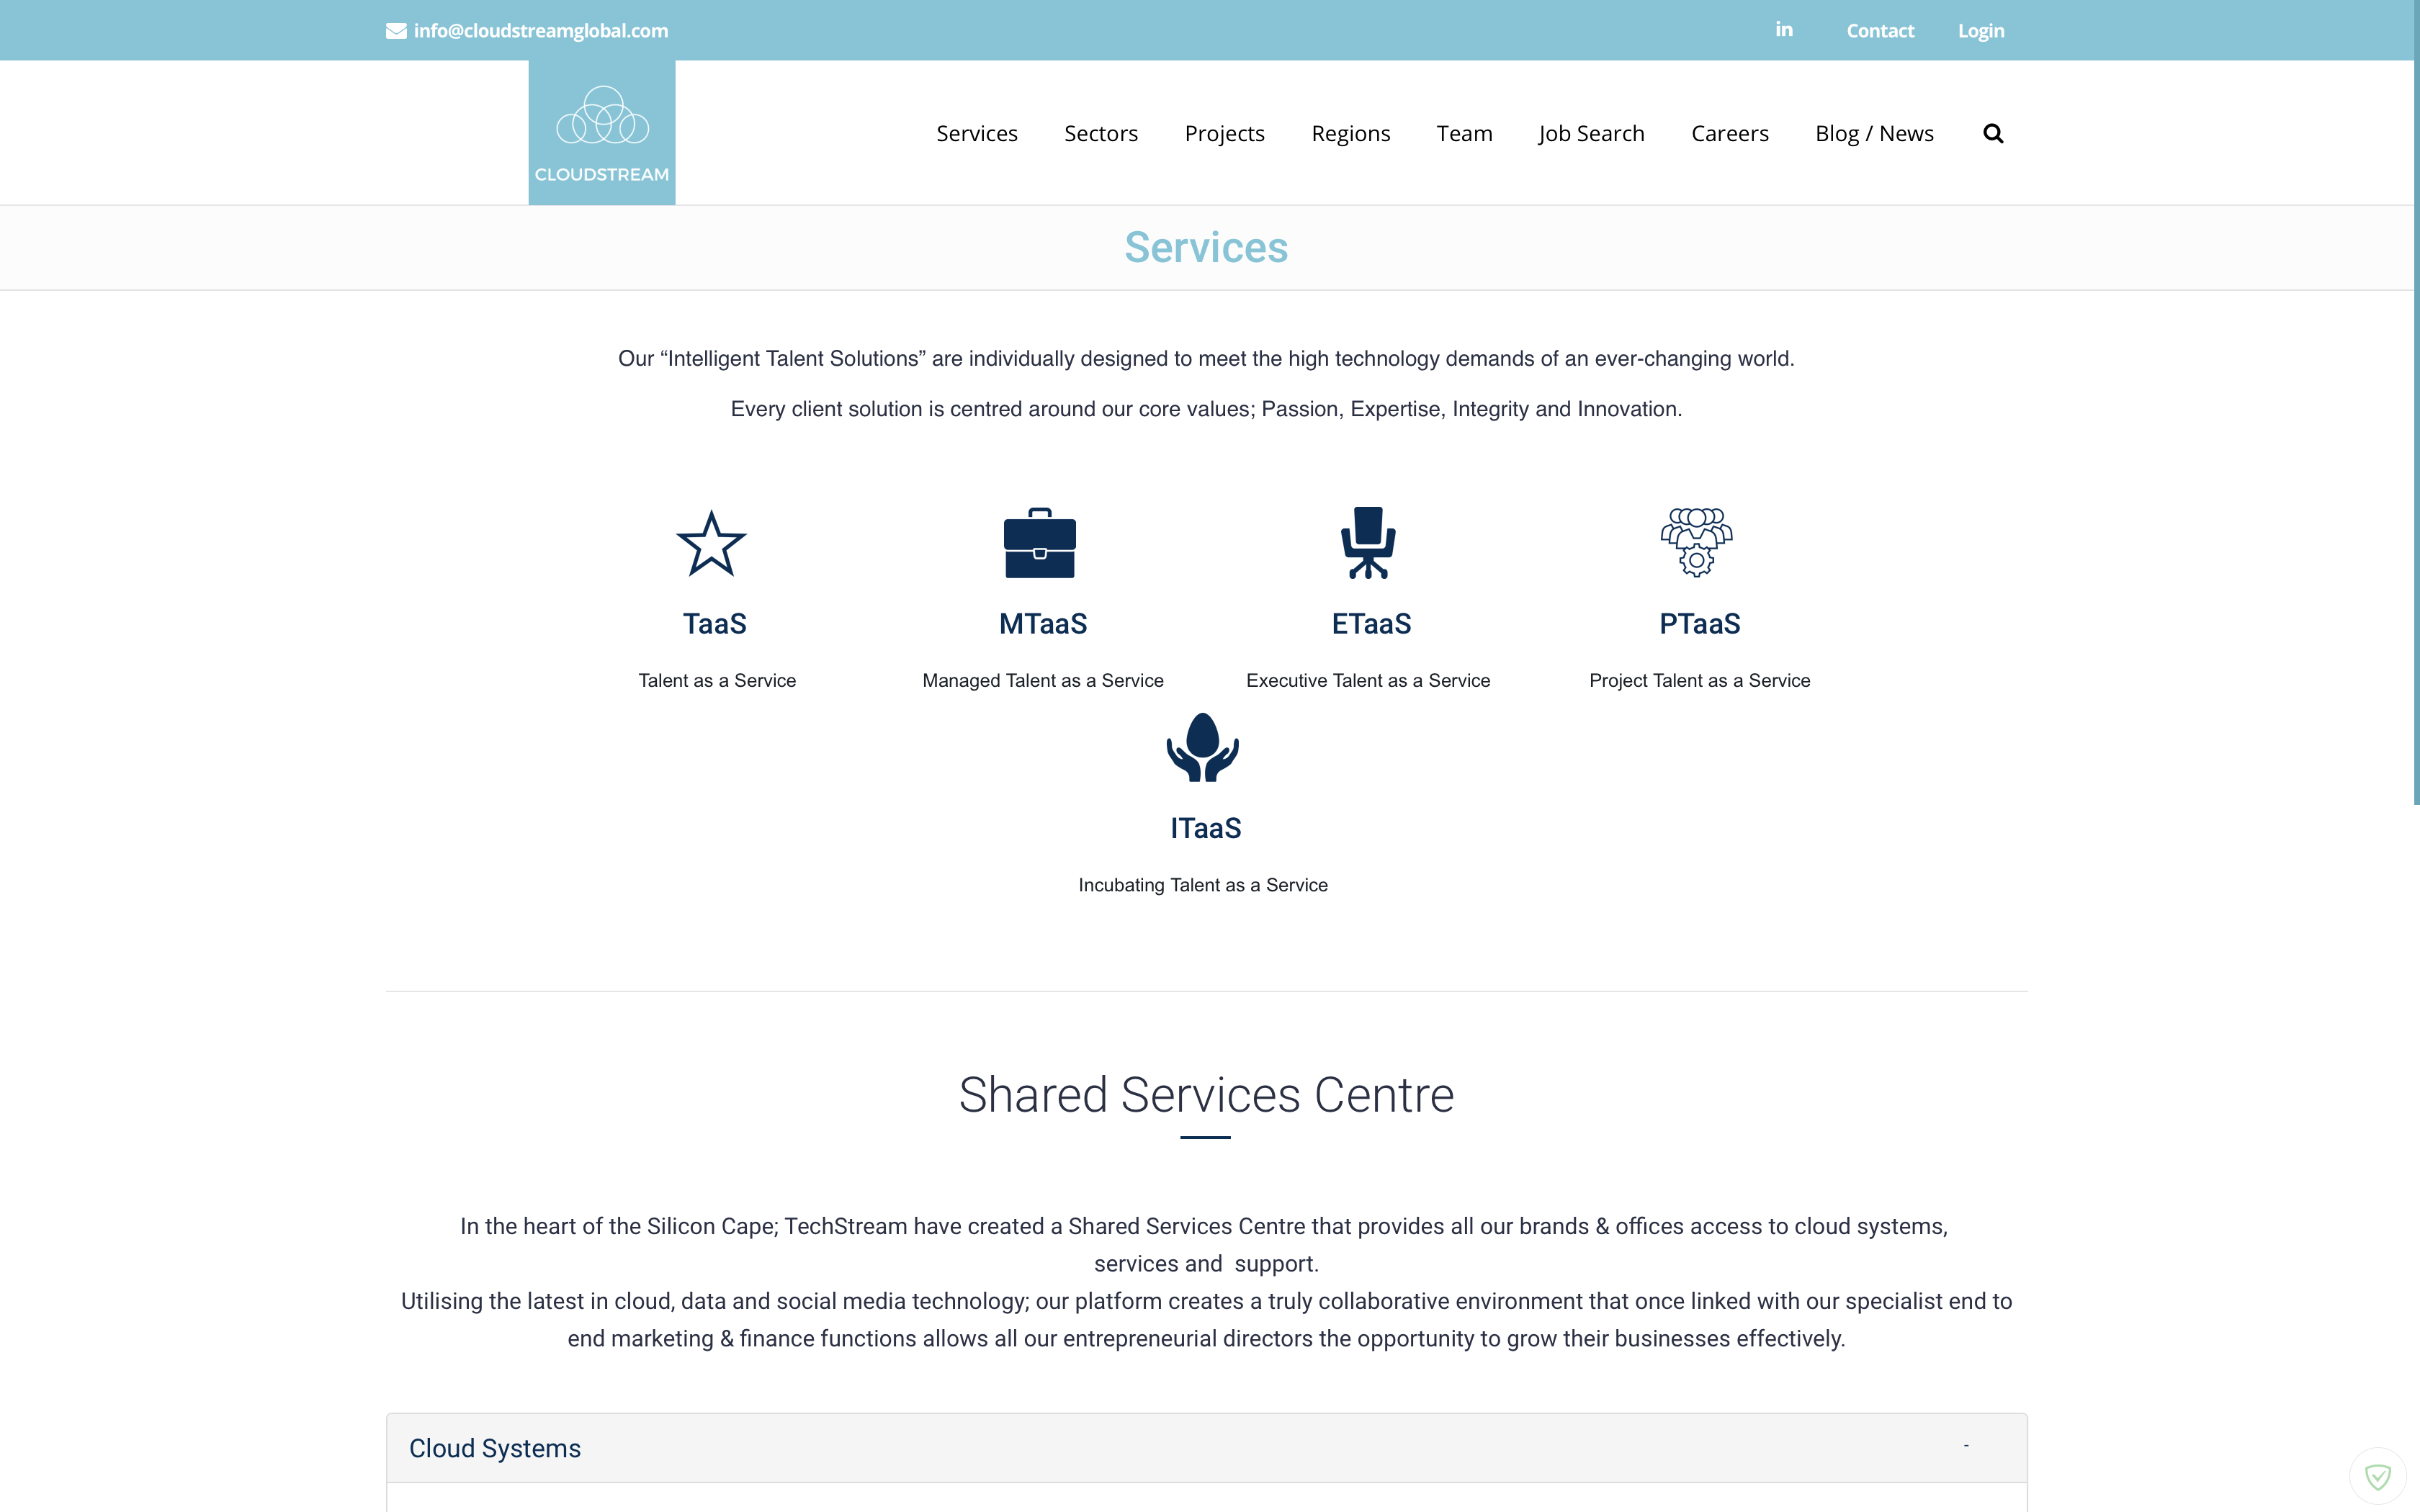 info@cloudstreamglobal.com
in Contact Login
CLOUDSTREAM
Services Sectors Projects Regions Team Job Search Careers Blog / News
Services
Our “Intelligent Talent Solutions” are individually designed to meet the high technology demands of an ever-changing world.
Every client solution is centred around our core values; Passion, Expertise, Integrity and Innovation.
TaaS MTaaS ETaaS PTaaS
Talent as a Service Managed Talent as a Service Executive Talent as a Service Project Talent as a Service
ITaaS
Incubating Talent as a Service
Shared Services Centre
In the heart of the Silicon Cape; TechStream have created a Shared Services Centre that provides all our brands & offices access to cloud systems,
services and  support.
Utilising the latest in cloud, data and social media technology; our platform creates a truly collaborative environment that once linked with our specialist end to
end marketing & finance functions allows all our entrepreneurial directors the opportunity to grow their businesses effectively.
Cloud Systems -